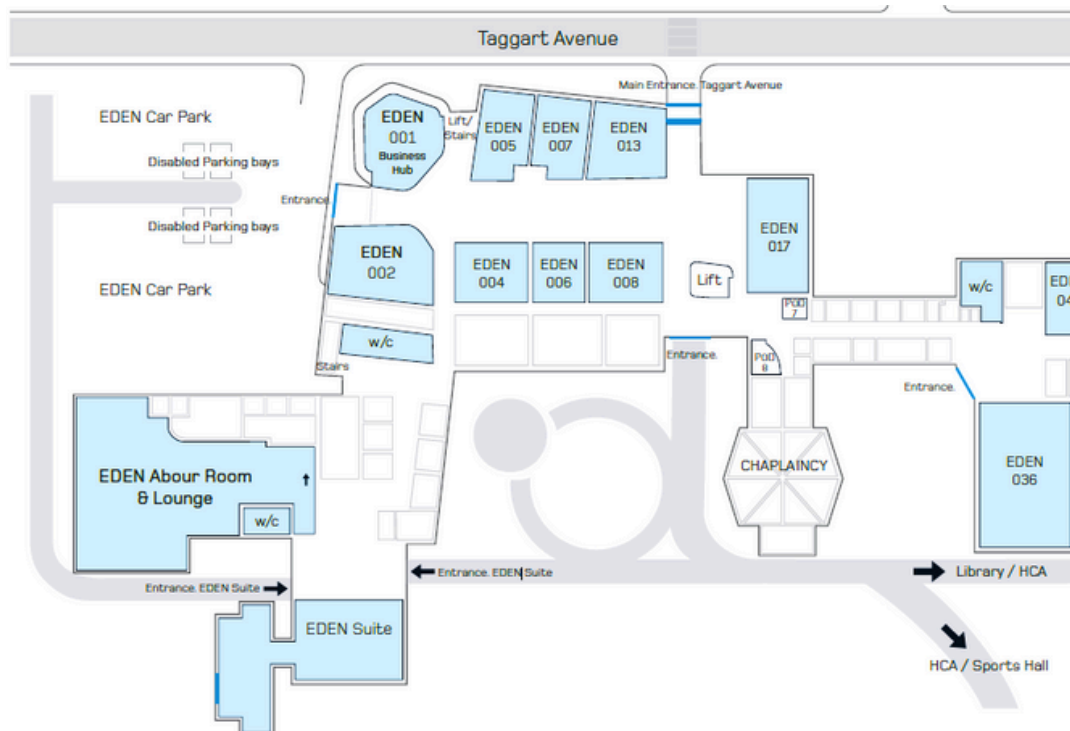 Taggart Avenue
Main Entrance. Taggart Avenue
EDEN Car Park
EDEN
001
Business
Hub
Lift/
Stairs
EDEN
005
EDEN
007
EDEN
013
Disabled Parking bays
Entrance.
Disabled Parking bays
EDEN
017
EDEN
002
EDEN
004
EDEN
006
EDEN
008
Lift
w/c
EDEN Car Park
POD
7
w/c
Stairs
Entrance.
POD
8
Entrance.
EDEN Abour Room
& Lounge
w/c
CHAPLAINCY
EDEN
036
Entrance. EDEN Suite
Entrance. EDEN Suite
Library / HCA
EDEN Suite
HCA / Sports Hall